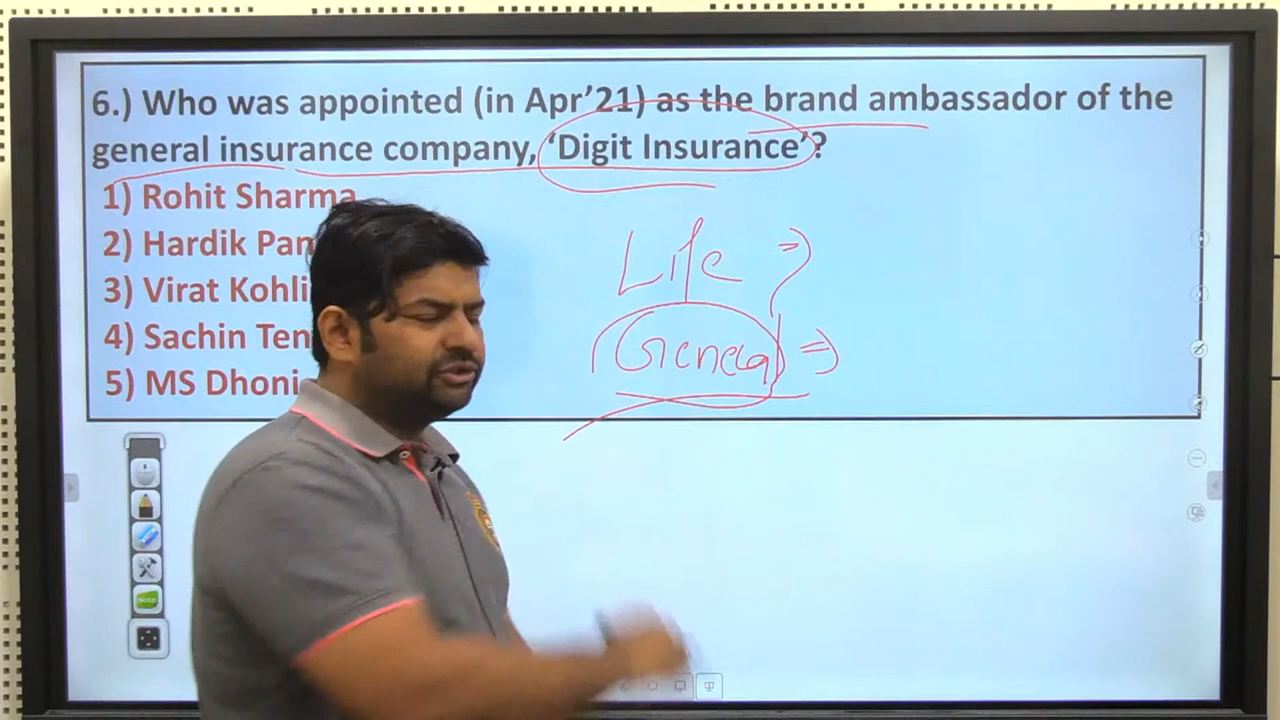 6.) Who was appointed (in Apr’21) as the brand ambassador of the
general insurance company, ‘Digit Insurance’?
1) Rohit Sharma
2) Hardik Pan
3) Virat Kohli
4) Sachin Ten
5) MS Dhoni
Life ⇒
General ⇒